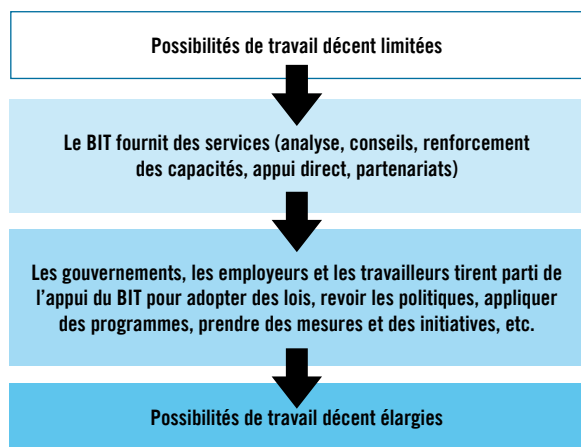 Possibilités de travail décent limitées
Le BIT fournit des services (analyse, conseils, renforcement
des capacités, appui direct, partenariats)
Les gouvernements, les employeurs et les travailleurs tirent parti de
l’appui du BIT pour adopter des lois, revoir les politiques, appliquer
des programmes, prendre des mesures et des initiatives, etc.
Possibilités de travail décent élargies